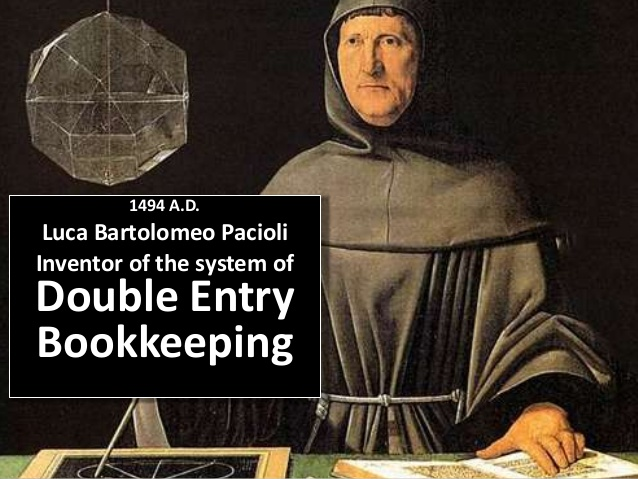 1494 A.D.
Luca Bartolomeo Pacioli
Inventor of the system of
Double Entry
Bookkeeping